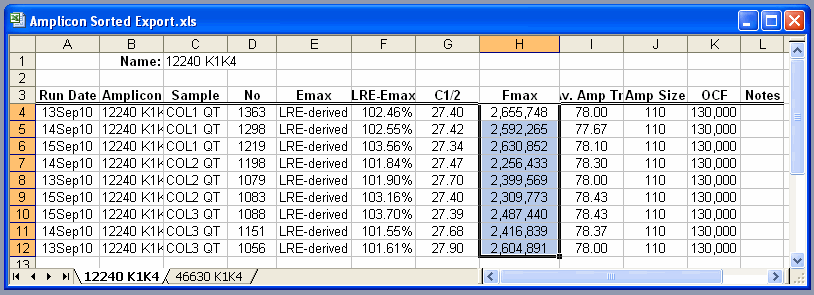 Amplicon Sorted Export.xls
A B C D E F G H I J K L
1 Name: 12240 K1K4
2
3 Run Date Amplicon Sample No Emax LRE-Emax C1/2 Fmax v. Amp Tr Amp Size OCF Notes
4 13Sep10 12240 K1K COL1 QT 1363 LRE-derived 102.46% 27.40 2,655,748 78.00 110 130,000
5 14Sep10 12240 K1K COL1 QT 1298 LRE-derived 102.55% 27.42 2,592,265 77.67 110 130,000
6 15Sep10 12240 K1K COL1 QT 1219 LRE-derived 103.56% 27.34 2,630,852 78.10 110 130,000
7 14Sep10 12240 K1K COL2 QT 1198 LRE-derived 101.84% 27.47 2,256,433 78.30 110 130,000
8 13Sep10 12240 K1K COL2 QT 1079 LRE-derived 101.90% 27.70 2,399,569 78.00 110 130,000
9 15Sep10 12240 K1K COL2 QT 1083 LRE-derived 103.16% 27.40 2,309,773 78.43 110 130,000
10 15Sep10 12240 K1K COL3 QT 1088 LRE-derived 103.70% 27.39 2,487,440 78.43 110 130,000
11 14Sep10 12240 K1K COL3 QT 1151 LRE-derived 101.55% 27.68 2,416,839 78.37 110 130,000
12 13Sep10 12240 K1K COL3 QT 1056 LRE-derived 101.61% 27.90 2,604,891 78.00 110 130,000
13
12240 K1K4 46630 K1K4